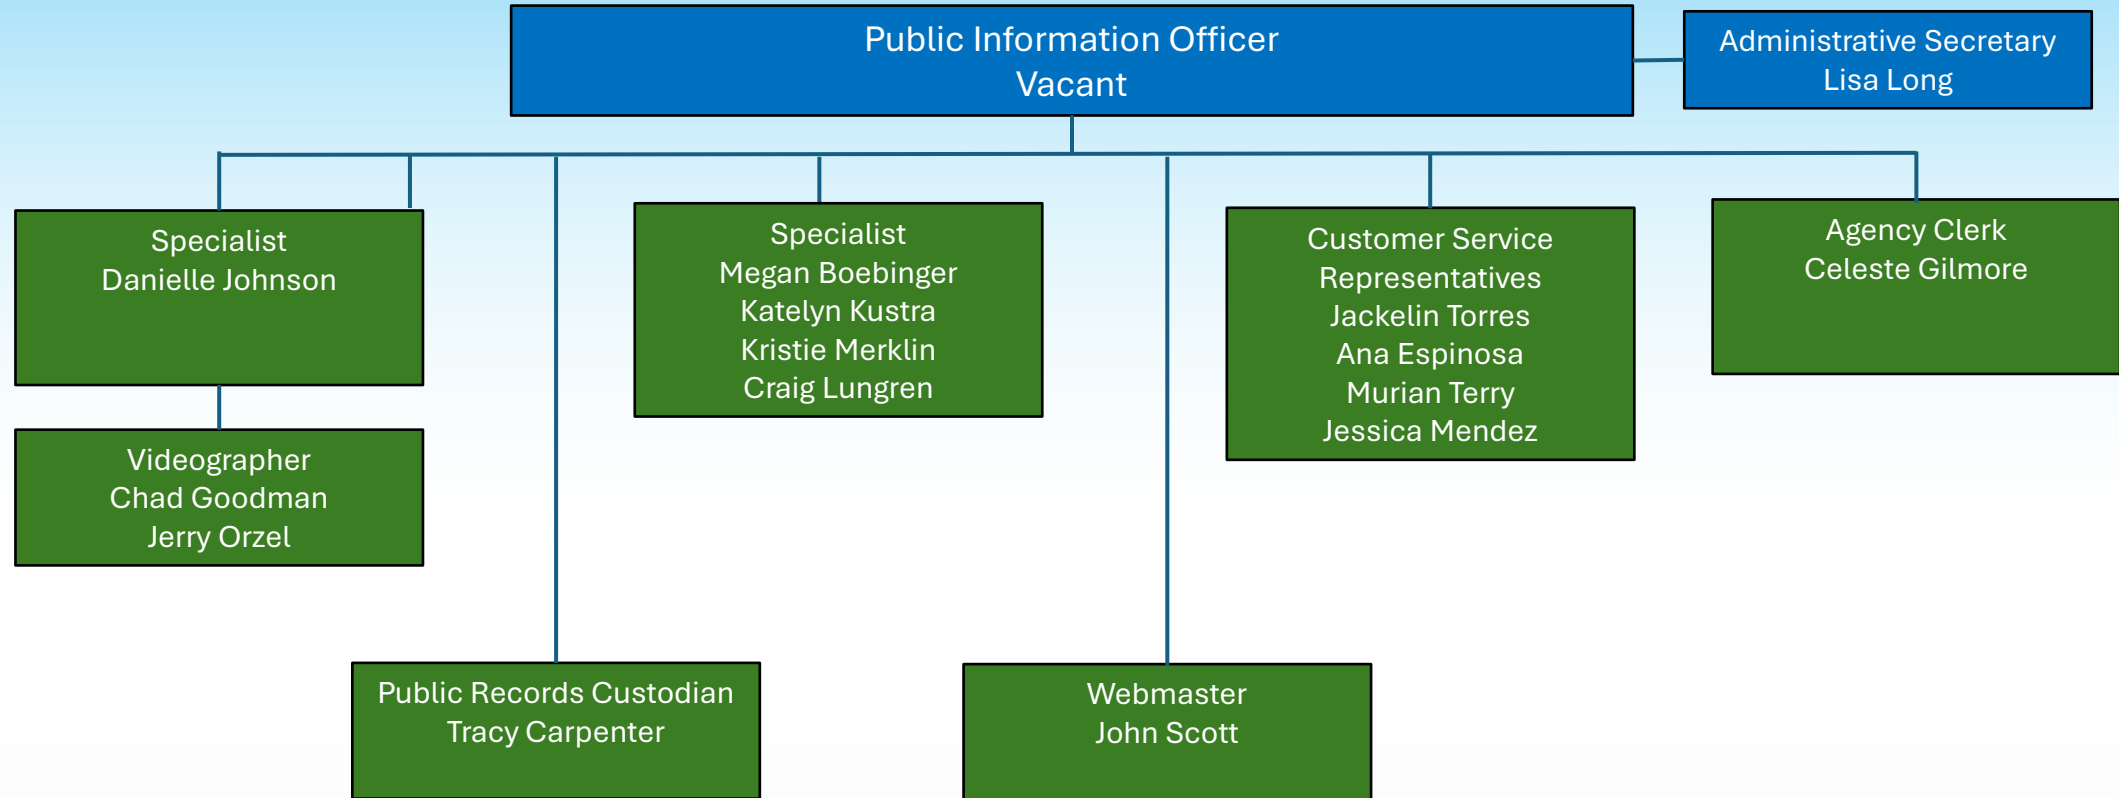 Public Information Officer
Vacant
Administrative Secretary
Lisa Long
Specialist
Danielle Johnson
Specialist
Megan Boebinger
Katelyn Kustra
Kristie Merklin
Craig Lungren
Customer Service
Representatives
Jackelin Torres
Ana Espinosa
Murian Terry
Jessica Mendez
Agency Clerk
Celeste Gilmore
Videographer
Chad Goodman
Jerry Orzel
Public Records Custodian
Tracy Carpenter
Webmaster
John Scott